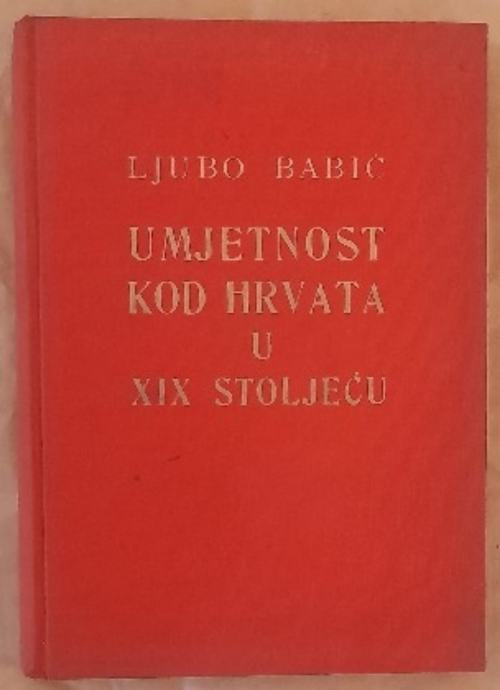 LJUBO BABIĆ
UMJETNOST
KOD HRVATA
U
XIX STOLJEĆU